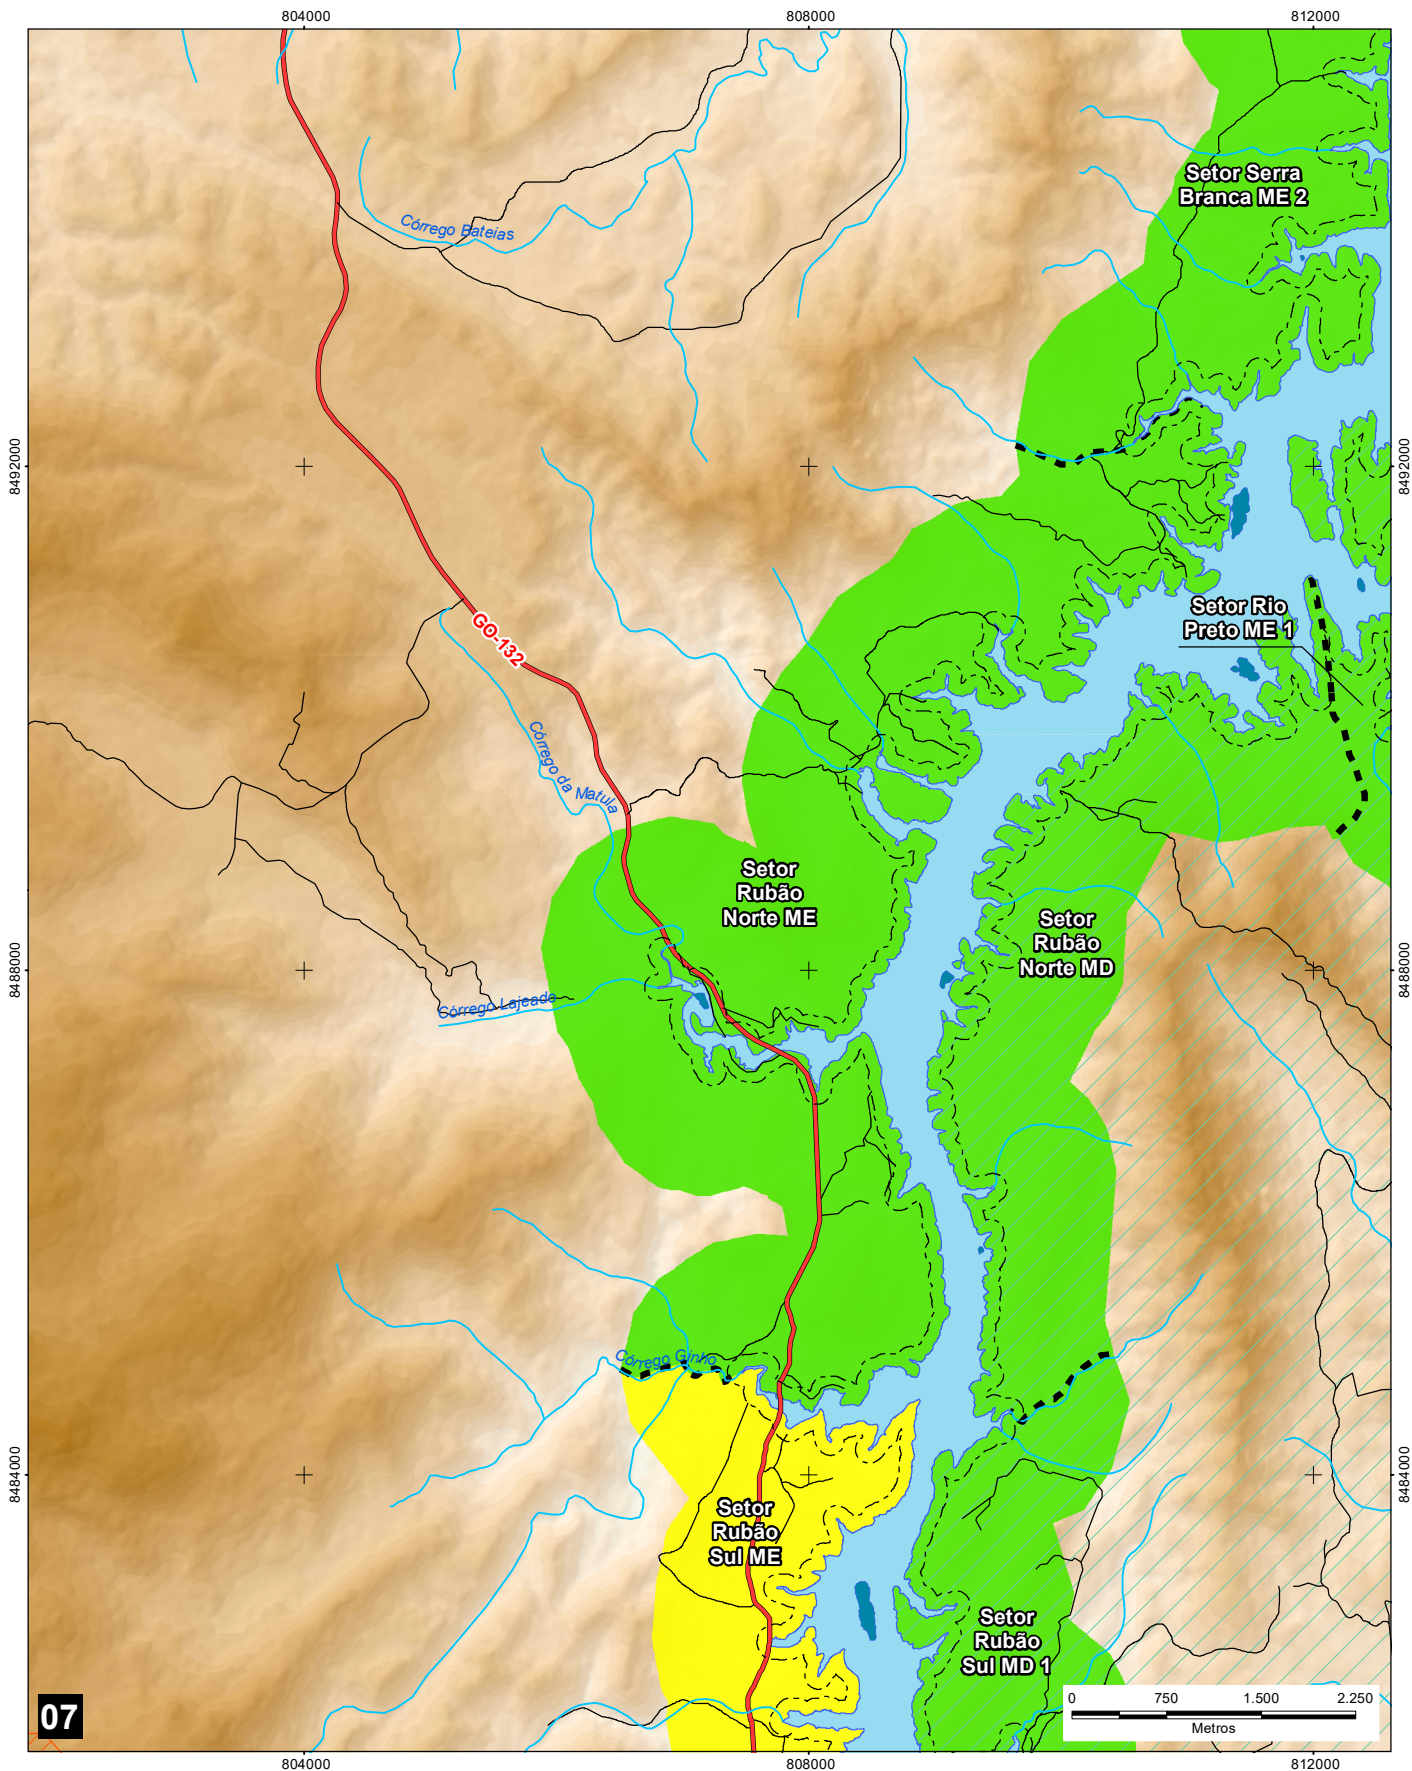 804000
808000
812000
Setor Serra
Branca ME 2
Córrego Bateias
8492000
8492000
GO-132
Setor Rio
Preto ME 1
Córrego da Matula
Setor
Rubão
Norte ME
Setor
Rubão
Norte MD
8488000
8488000
Córrego Lajeado
Córrego Ginho
8484000
8484000
Setor
Rubão
Sul ME
Setor
Rubão
Sul MD 1
0
750
1.500
2.250
Metros
07
804000
808000
812000